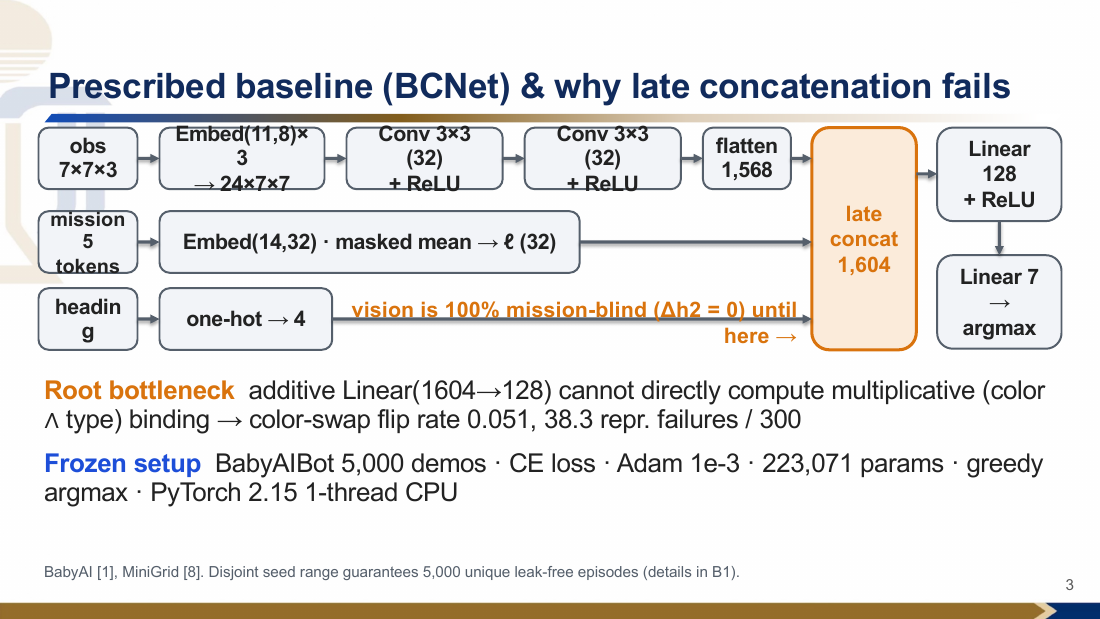 Prescribed baseline (BCNet) & why late concatenation fails
obs
7×7×3
Embed(11,8)×
3
→ 24×7×7
Conv 3×3
(32)
+ ReLU
Conv 3×3
(32)
+ ReLU
flatten
1,568
late
concat
1,604
Linear
128
+ ReLU
mission
5
tokens
Embed(14,32) · masked mean → ℓ (32)
Linear 7
→
argmax
headin
g
one-hot → 4
vision is 100% mission-blind (Δh2 = 0) until
here →
Root bottleneck additive Linear(1604→128) cannot directly compute multiplicative (color
∧ type) binding → color-swap flip rate 0.051, 38.3 repr. failures / 300
Frozen setup BabyAIBot 5,000 demos · CE loss · Adam 1e-3 · 223,071 params · greedy
argmax · PyTorch 2.15 1-thread CPU
BabyAI [1], MiniGrid [8]. Disjoint seed range guarantees 5,000 unique leak-free episodes (details in B1).
3